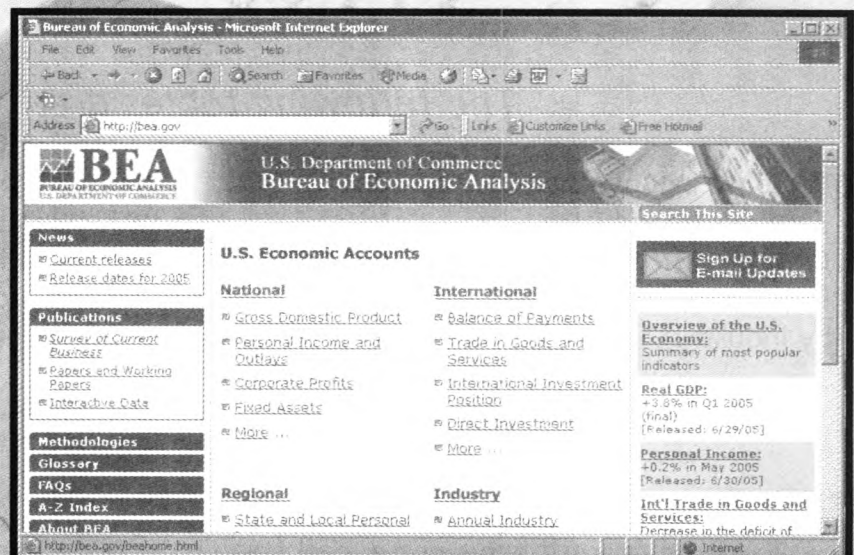 Bureau of Economic Analysis - Microsoft Internet Explorer
File Edit View Favorites Tools Help
Back Search Favorites Media
Address http://bea.gov Go Links Customize Links Free Hotmail
BEA
BUREAU OF ECONOMIC ANALYSIS
U.S. DEPARTMENT OF COMMERCE
U.S. Department of Commerce
Bureau of Economic Analysis
Search This Site
News
Current releases
Release dates for 2005
Publications
Survey of Current
Business
Papers and Working
Papers
Interactive Data
Methodologies
Glossary
FAQs
A-Z Index
About BEA
U.S. Economic Accounts
National
Gross Domestic Product
Personal Income and
Outlays
Corporate Profits
Fixed Assets
More ...
International
Balance of Payments
Trade in Goods and
Services
International Investment
Position
Direct Investment
More ...
Regional
State and Local Personal
Industry
Annual Industry
Sign Up for
E-mail Updates
Overview of the U.S.
Economy:
Summary of most popular
indicators
Real GDP:
+3.8% in Q1 2005
(final)
[Released: 6/29/05]
Personal Income:
+0.2% in May 2005
[Released: 6/30/05]
Int'l Trade in Goods and
Services:
Decrease in the deficit of
http://bea.gov/beahome.html
Internet